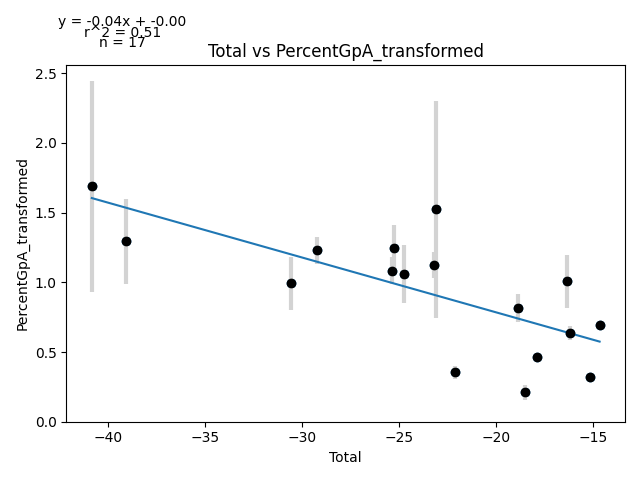 y = -0.04x + -0.00
r^2 = 0.51
n = 17
Total vs PercentGpA_transformed
2.5
2.0
1.5
1.0
0.5
0.0
PercentGpA_transformed
−40
−35
−30
−25
−20
−15
Total